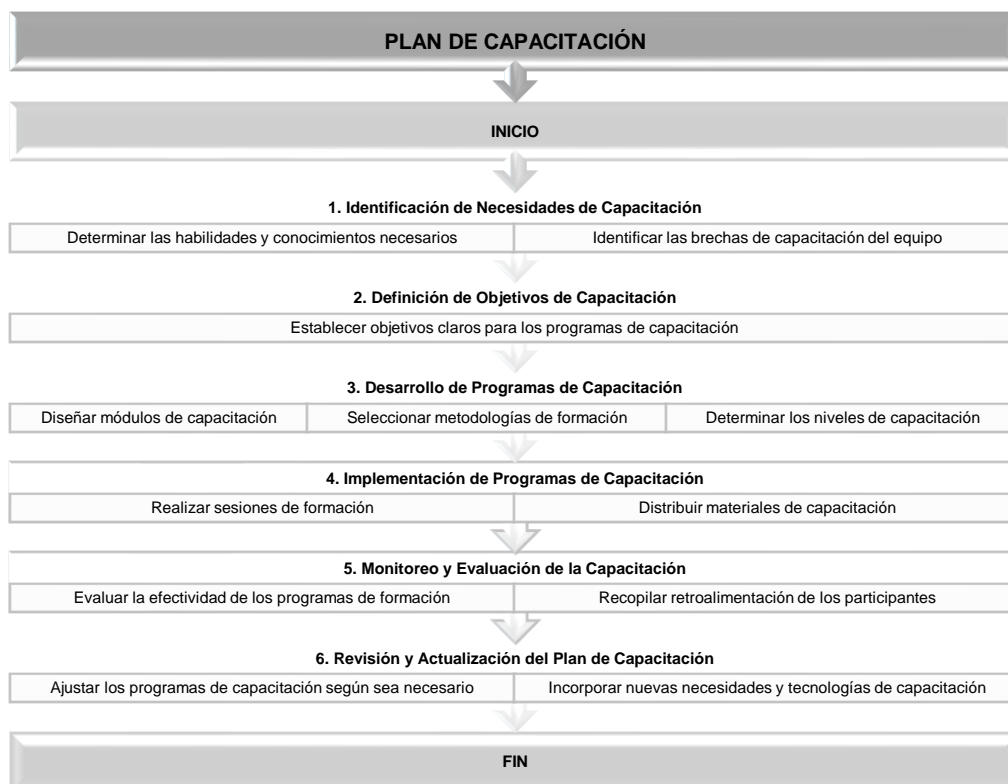 PLAN DE CAPACITACIÓN
INICIO
1. Identificación de Necesidades de Capacitación
Determinar las habilidades y conocimientos necesarios
Identificar las brechas de capacitación del equipo
2. Definición de Objetivos de Capacitación
Establecer objetivos claros para los programas de capacitación
3. Desarrollo de Programas de Capacitación
Diseñar módulos de capacitación
Seleccionar metodologías de formación
Determinar los niveles de capacitación
4. Implementación de Programas de Capacitación
Realizar sesiones de formación
Distribuir materiales de capacitación
5. Monitoreo y Evaluación de la Capacitación
Evaluar la efectividad de los programas de formación
Recopilar retroalimentación de los participantes
6. Revisión y Actualización del Plan de Capacitación
Ajustar los programas de capacitación según sea necesario
Incorporar nuevas necesidades y tecnologías de capacitación
FIN